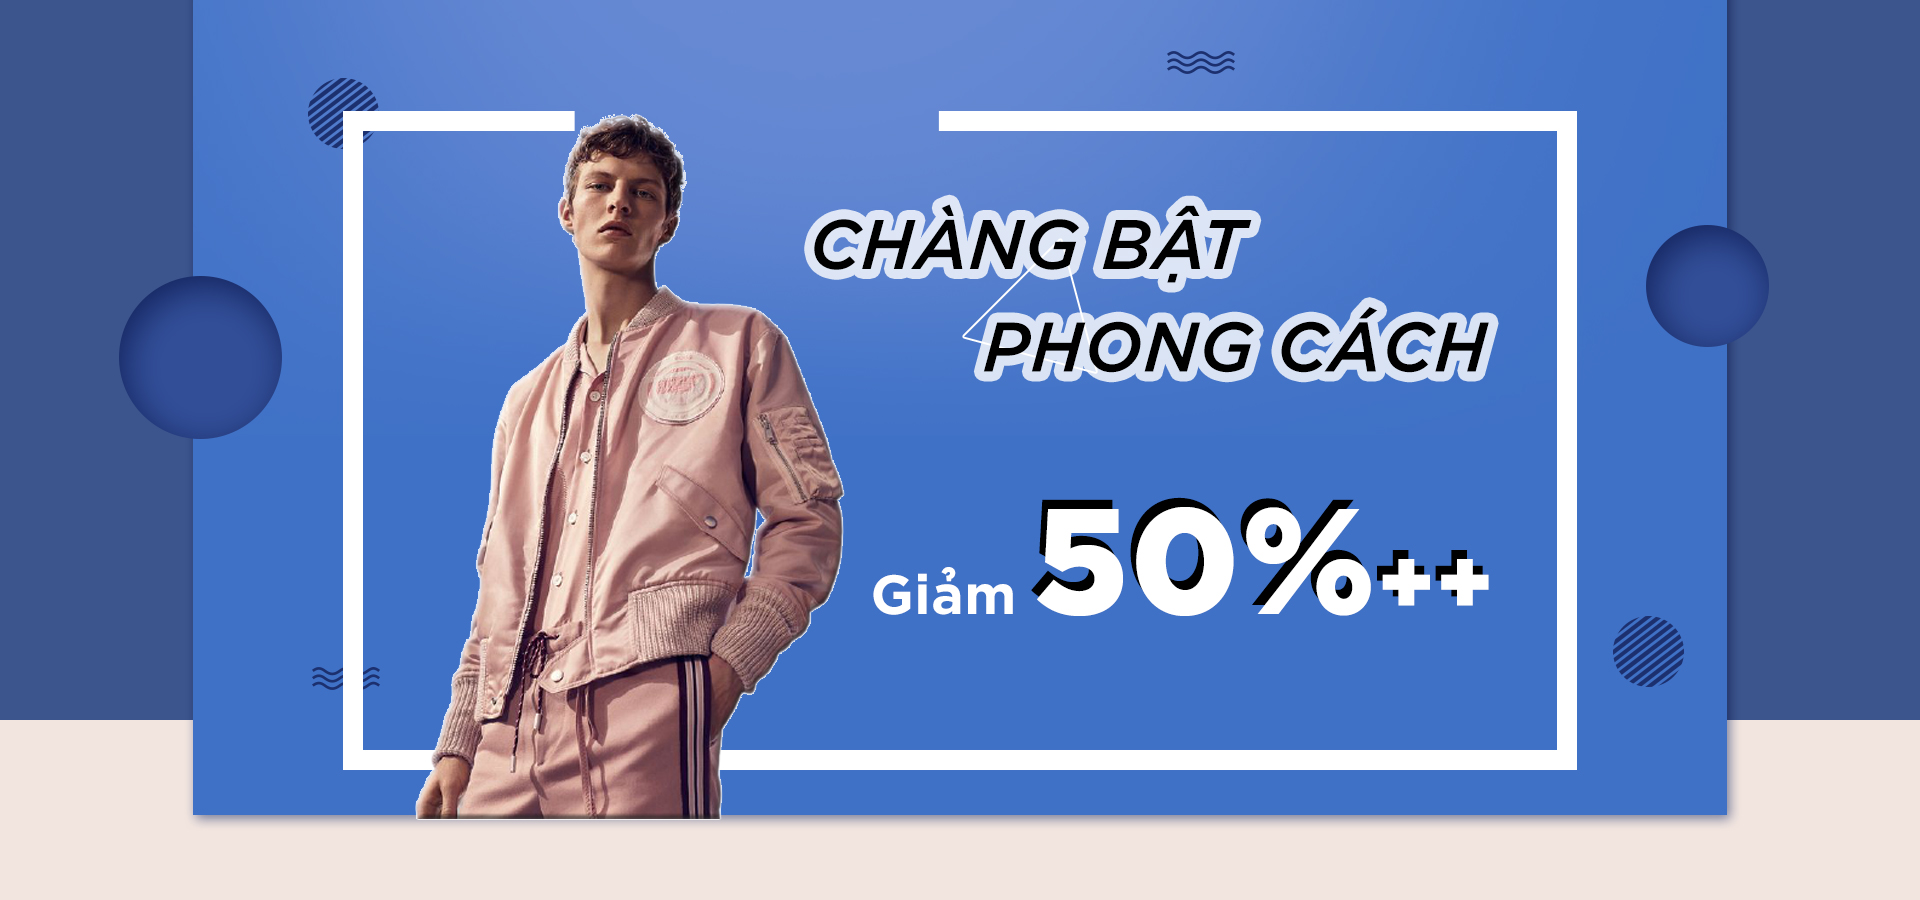 CHÀNG BẬT
PHONG CÁCH
Giảm 50%++